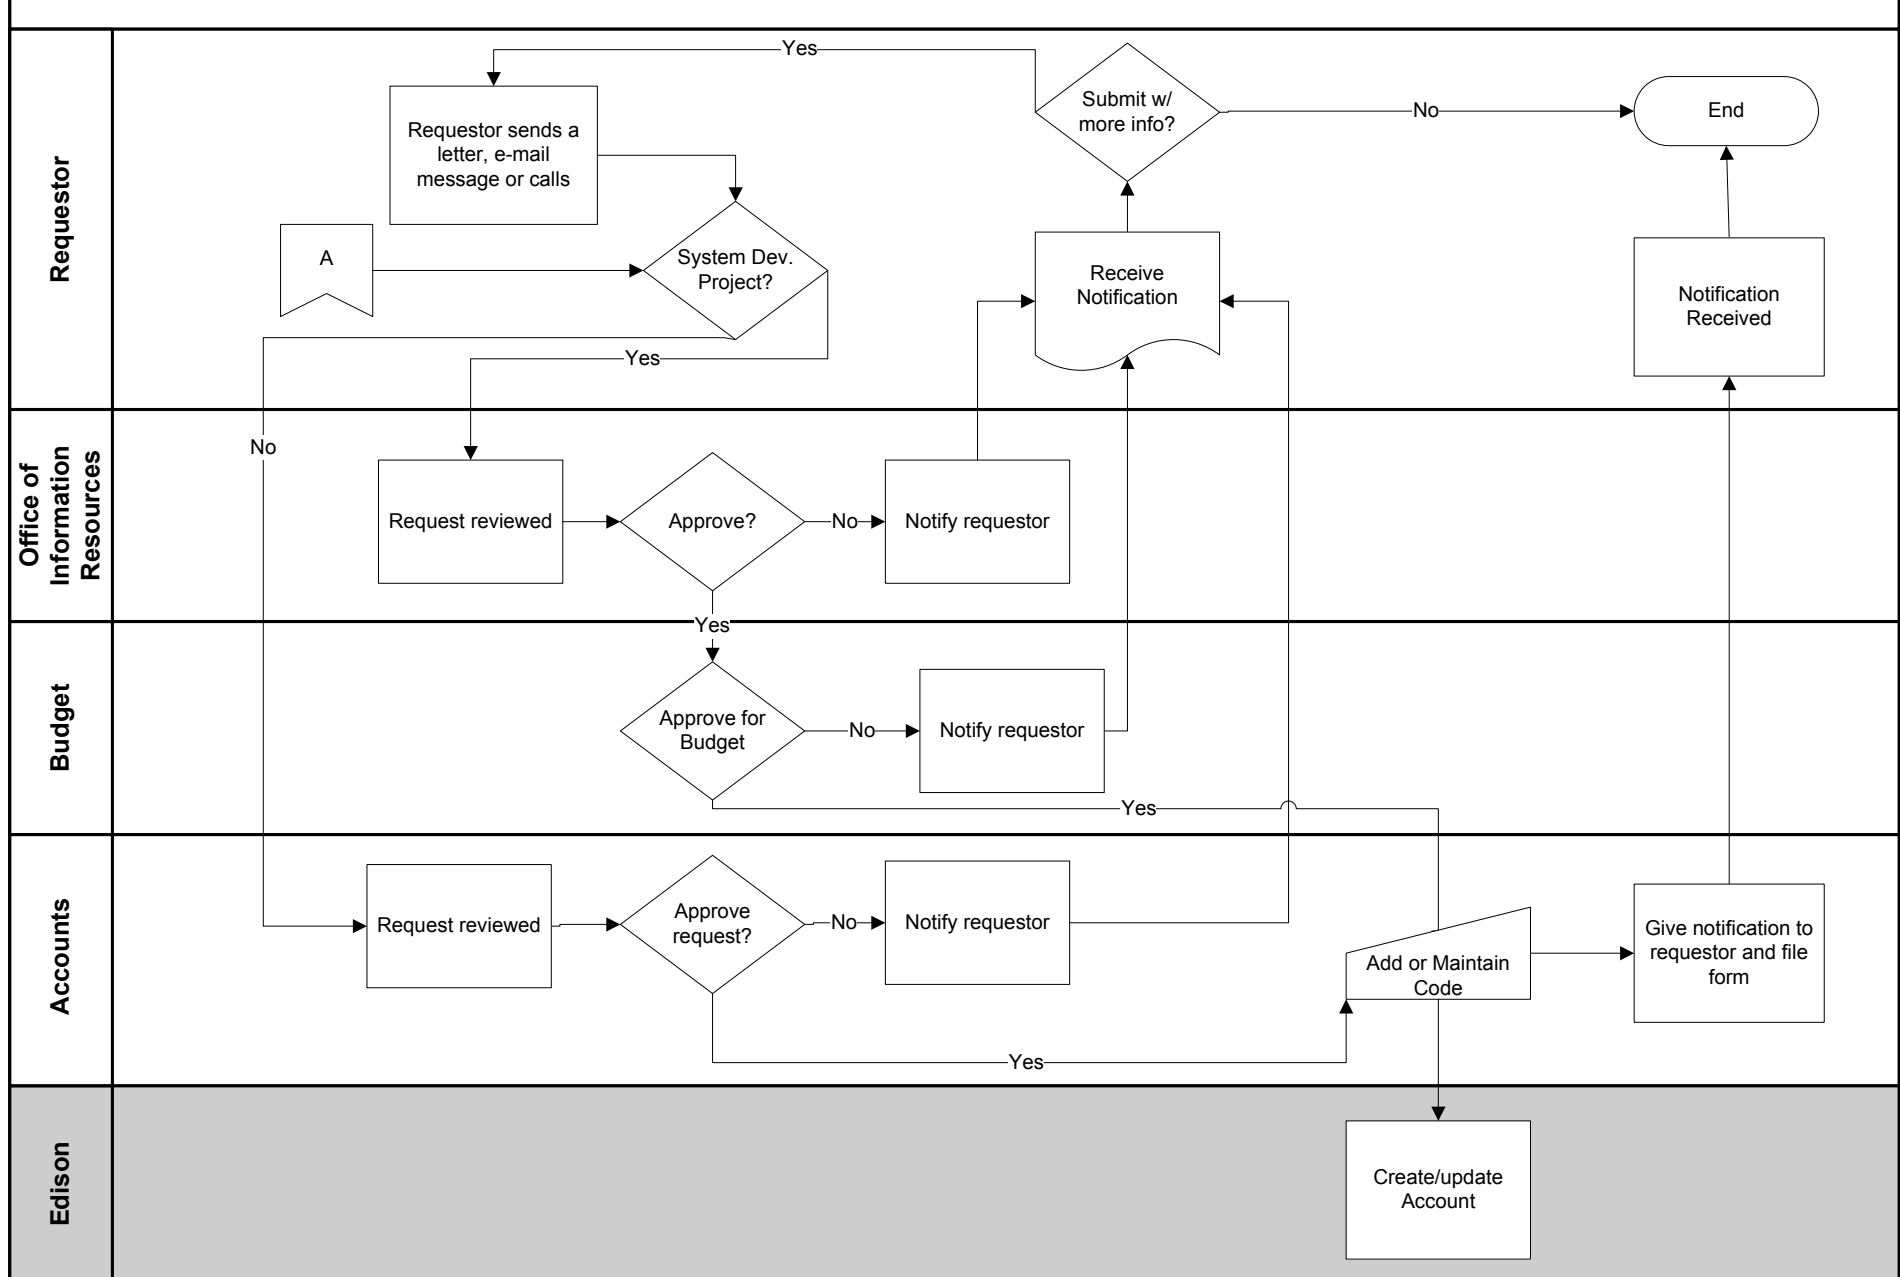 Requestor
Yes
Submit w/
more info?
No
End
Requestor sends a
letter, e-mail
message or calls
A
System Dev.
Project?
Receive
Notification
Notification
Received
Yes
No
Office of
Information
Resources
Request reviewed
Approve?
No
Notify requestor
Yes
Budget
Approve for
Budget
No
Notify requestor
Yes
Accounts
Request reviewed
Approve
request?
No
Notify requestor
Add or Maintain
Code
Give notification to
requestor and file
form
Yes
Edison
Create/update
Account